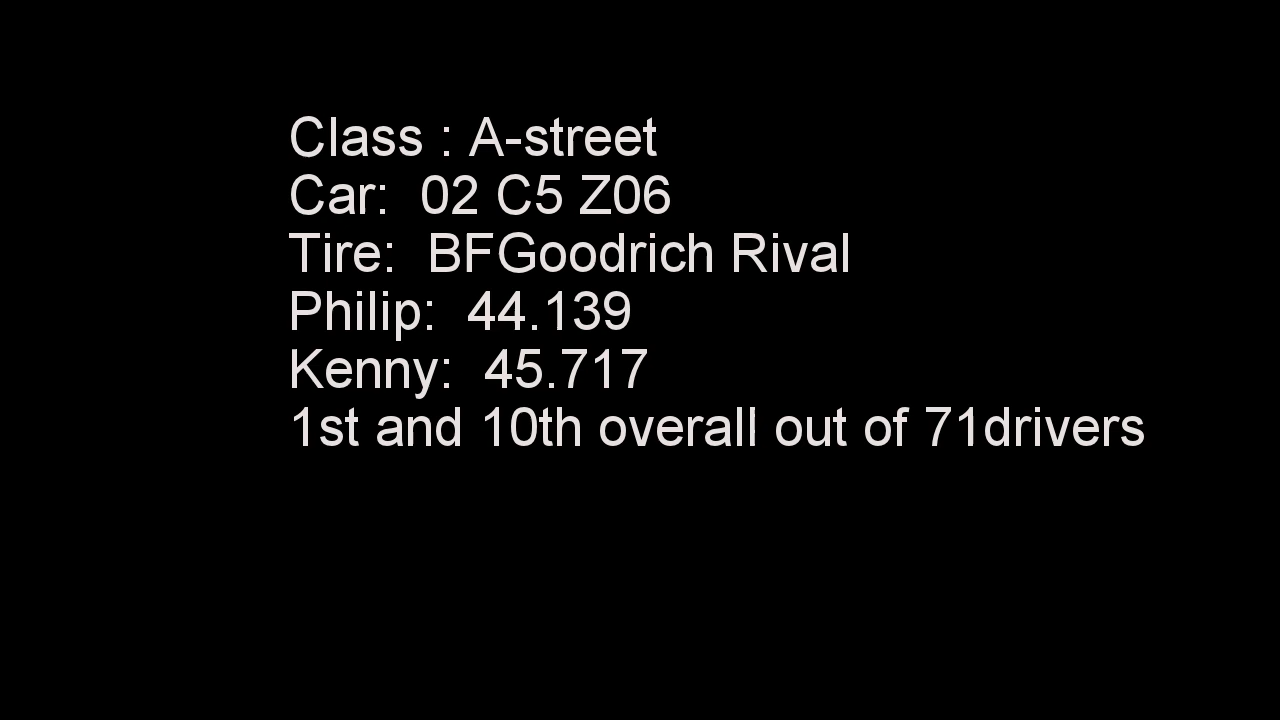 Class : A-street
Car:  02 C5 Z06
Tire:  BFGoodrich Rival
Philip:  44.139
Kenny:  45.717
1st and 10th overall out of 71drivers